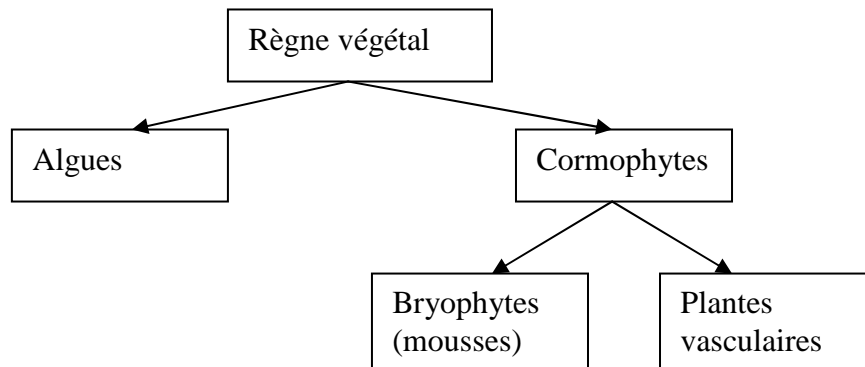 Règne végétal
Algues
Cormophytes
Bryophytes
(mousses)
Plantes
vasculaires